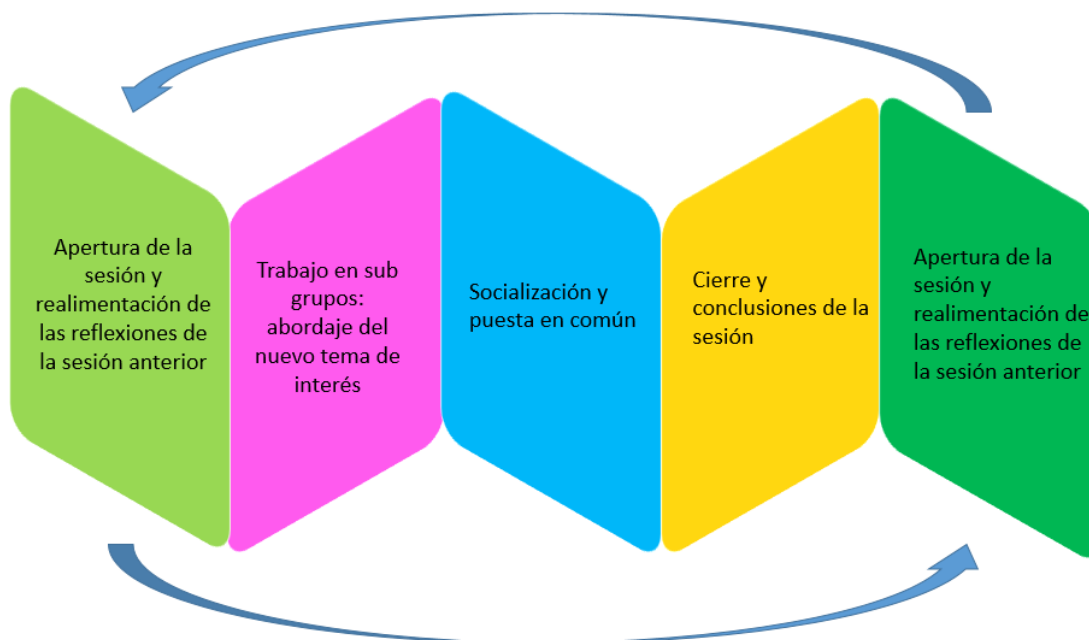 Apertura de la
sesión y
realimentación de
las reflexiones de
la sesión anterior
Trabajo en sub
grupos:
abordaje del
nuevo tema de
interés
Socialización y
puesta en común
Cierre y
conclusiones de la
sesión
Apertura de la
sesión y
realimentación de
las reflexiones de
la sesión anterior